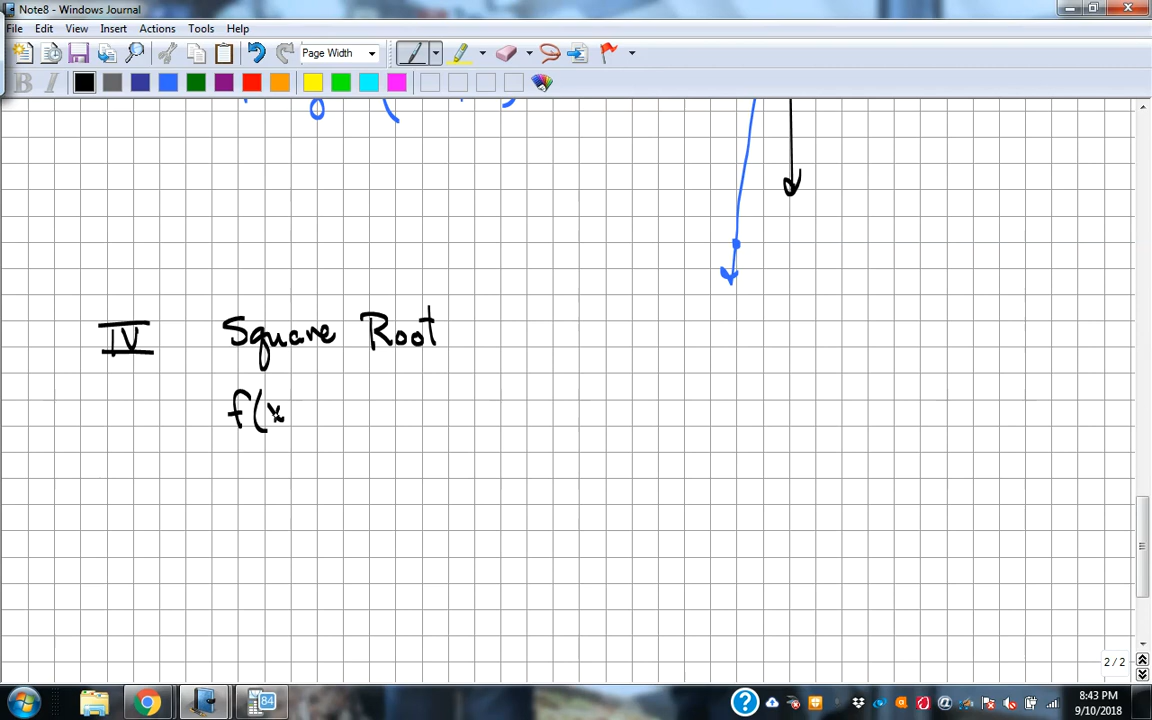 Note8 - Windows Journal
File Edit View Insert Actions Tools Help
Page Width
B I
IV Square Root
f(x
2 / 2
84
8:43 PM
9/10/2018